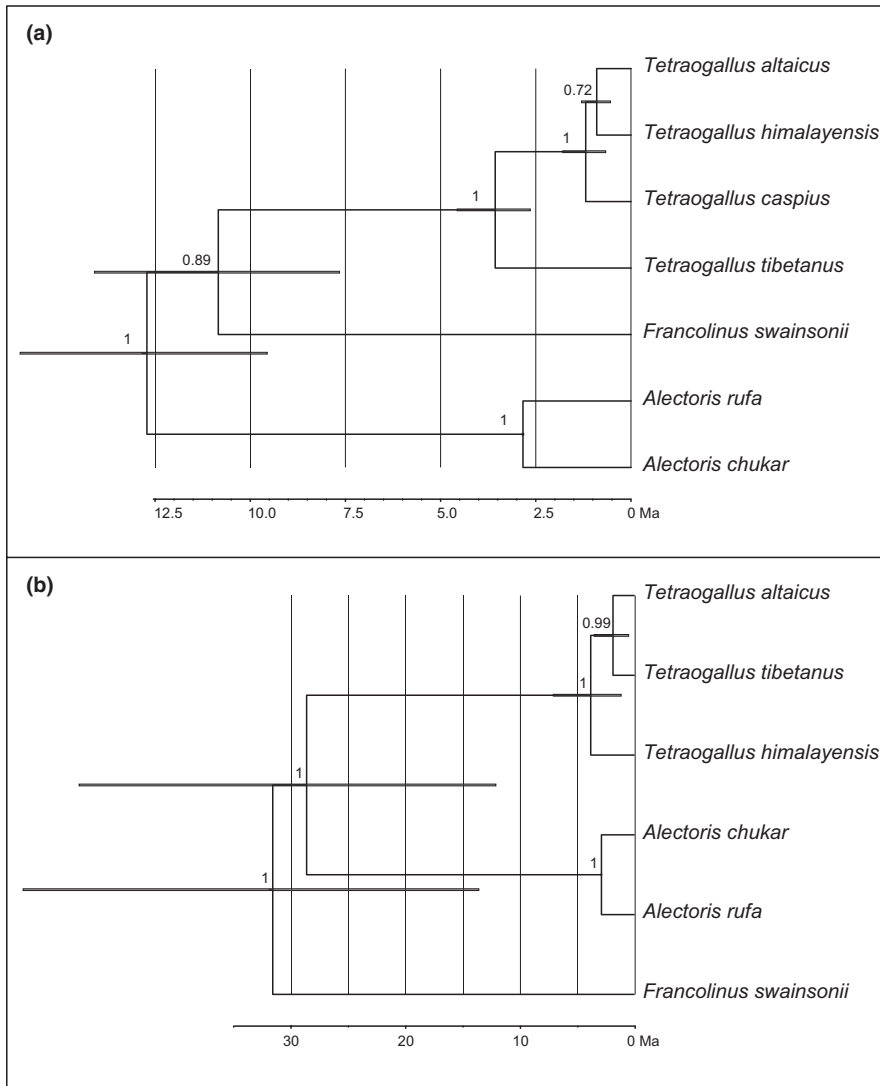 (a)
Tetraogallus altaicus
0.72
Tetraogallus himalayensis
1
Tetraogallus caspius
1
Tetraogallus tibetanus
0.89
Francolinus swainsonii
1
Alectoris rufa
1
Alectoris chukar
12.5 10.0 7.5 5.0 2.5 0 Ma
(b)
Tetraogallus altaicus
0.99
Tetraogallus tibetanus
1
Tetraogallus himalayensis
1
Alectoris chukar
1
1
Alectoris rufa
Francolinus swainsonii
30 20 10 0 Ma